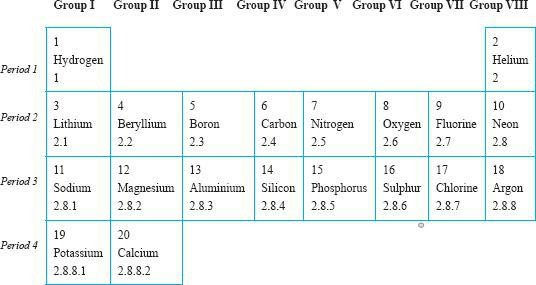 Group I Group II Group III Group IV Group V Group VI Group VII Group VIII
Period 1
1 2
Hydrogen Helium
1 2
Period 2
3 4 5 6 7 8 9 10
Lithium Beryllium Boron Carbon Nitrogen Oxygen Fluorine Neon
2.1 2.2 2.3 2.4 2.5 2.6 2.7 2.8
Period 3
11 12 13 14 15 16 17 18
Sodium Magnesium Aluminium Silicon Phosphorus Sulphur Chlorine Argon
2.8.1 2.8.2 2.8.3 2.8.4 2.8.5 2.8.6 2.8.7 2.8.8
Period 4
19 20
Potassium Calcium
2.8.8.1 2.8.8.2